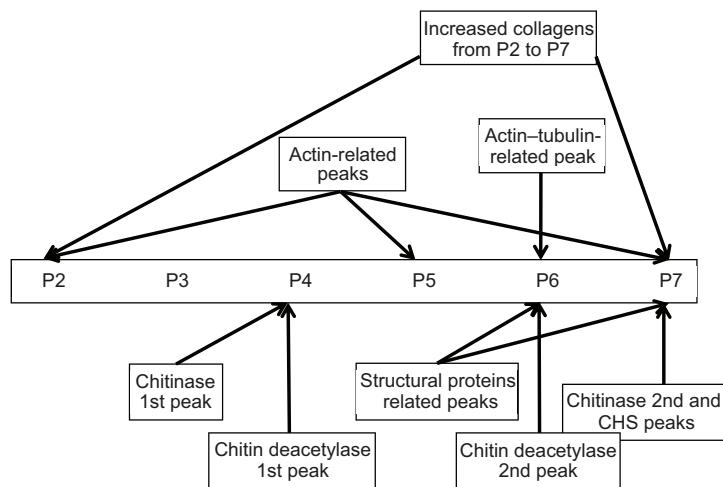 Increased collagens
from P2 to P7
Actin–tubulin-
related peak
Actin-related
peaks
P2 P3 P4 P5 P6 P7
Chitinase
1st peak
Structural proteins
related peaks
Chitinase 2nd and
CHS peaks
Chitin deacetylase
1st peak
Chitin deacetylase
2nd peak